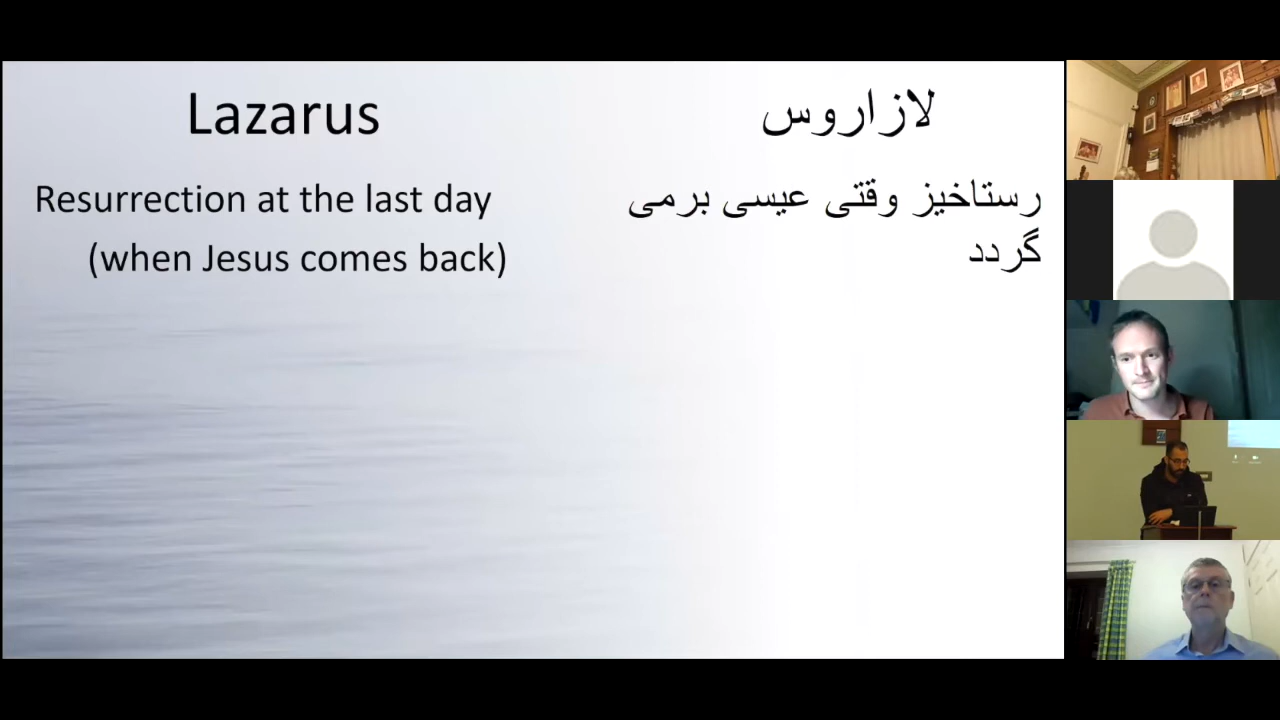 Lazarus
Resurrection at the last day
(when Jesus comes back)
لازاروس
رستاخیز وقتی عیسی برمی
گردد